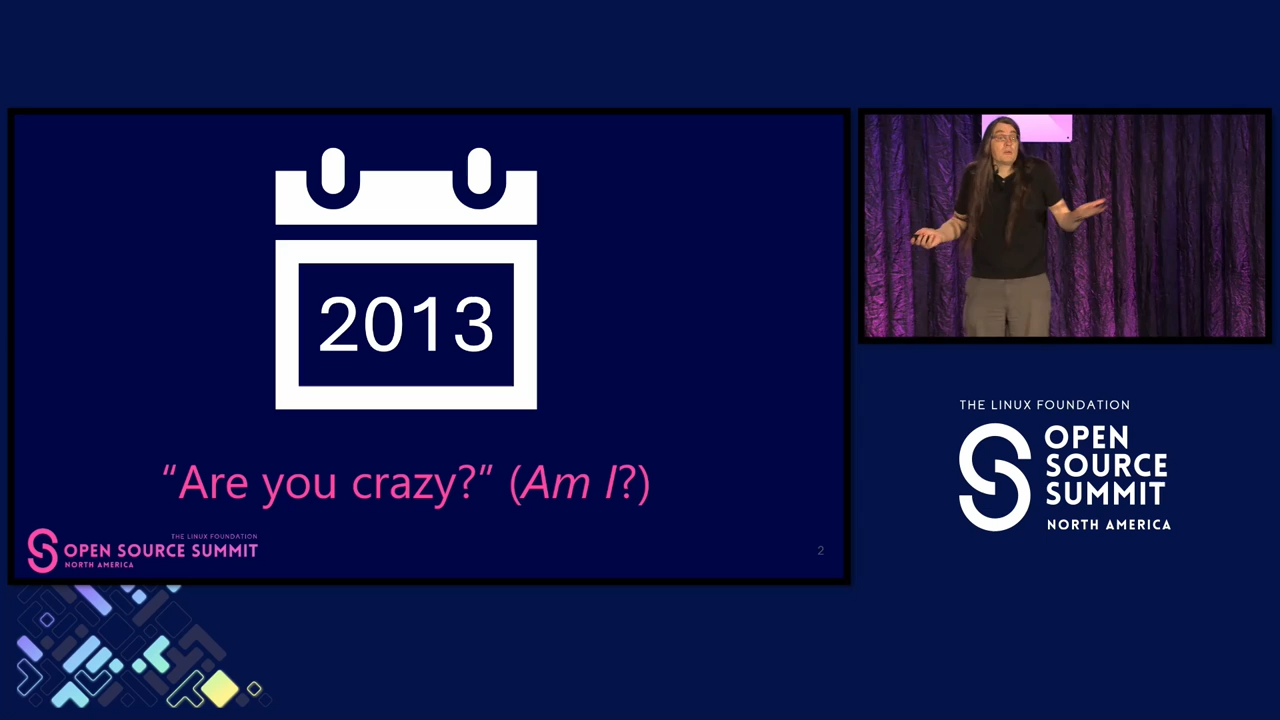 2013
“Are you crazy?” (Am I?)
THE LINUX FOUNDATION
OPEN SOURCE SUMMIT
NORTH AMERICA
2
THE LINUX FOUNDATION
OPEN
SOURCE
SUMMIT
NORTH AMERICA